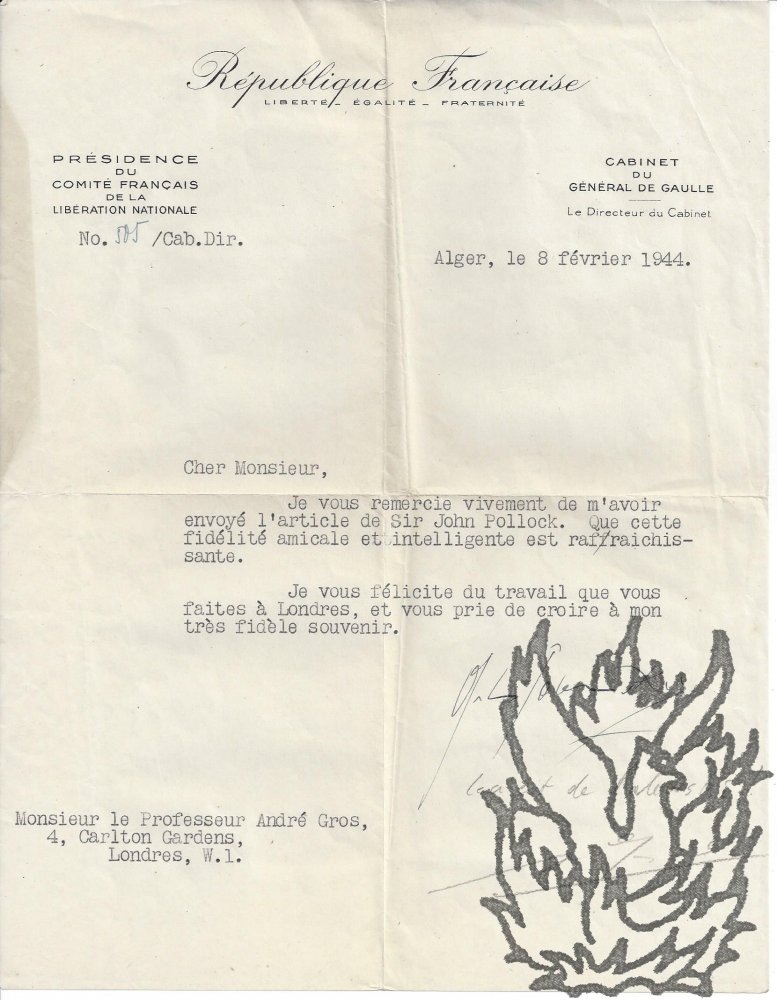 République Française
LIBERTÉ - ÉGALITÉ - FRATERNITÉ
PRÉSIDENCE
DU
COMITÉ FRANÇAIS
DE LA
LIBÉRATION NATIONALE
No. 505 /Cab.Dir.
CABINET
DU
GÉNÉRAL DE GAULLE
Le Directeur du Cabinet
Alger, le 8 février 1944.
Cher Monsieur,
Je vous remercie vivement de m'avoir
envoyé l'article de Sir John Pollock. Que cette
fidélité amicale et intelligente est raffraichis-
sante.
Je vous félicite du travail que vous
faites à Londres, et vous prie de croire à mon
très fidèle souvenir.
de
Monsieur le Professeur André Gros,
4, Carlton Gardens,
Londres, W.1.